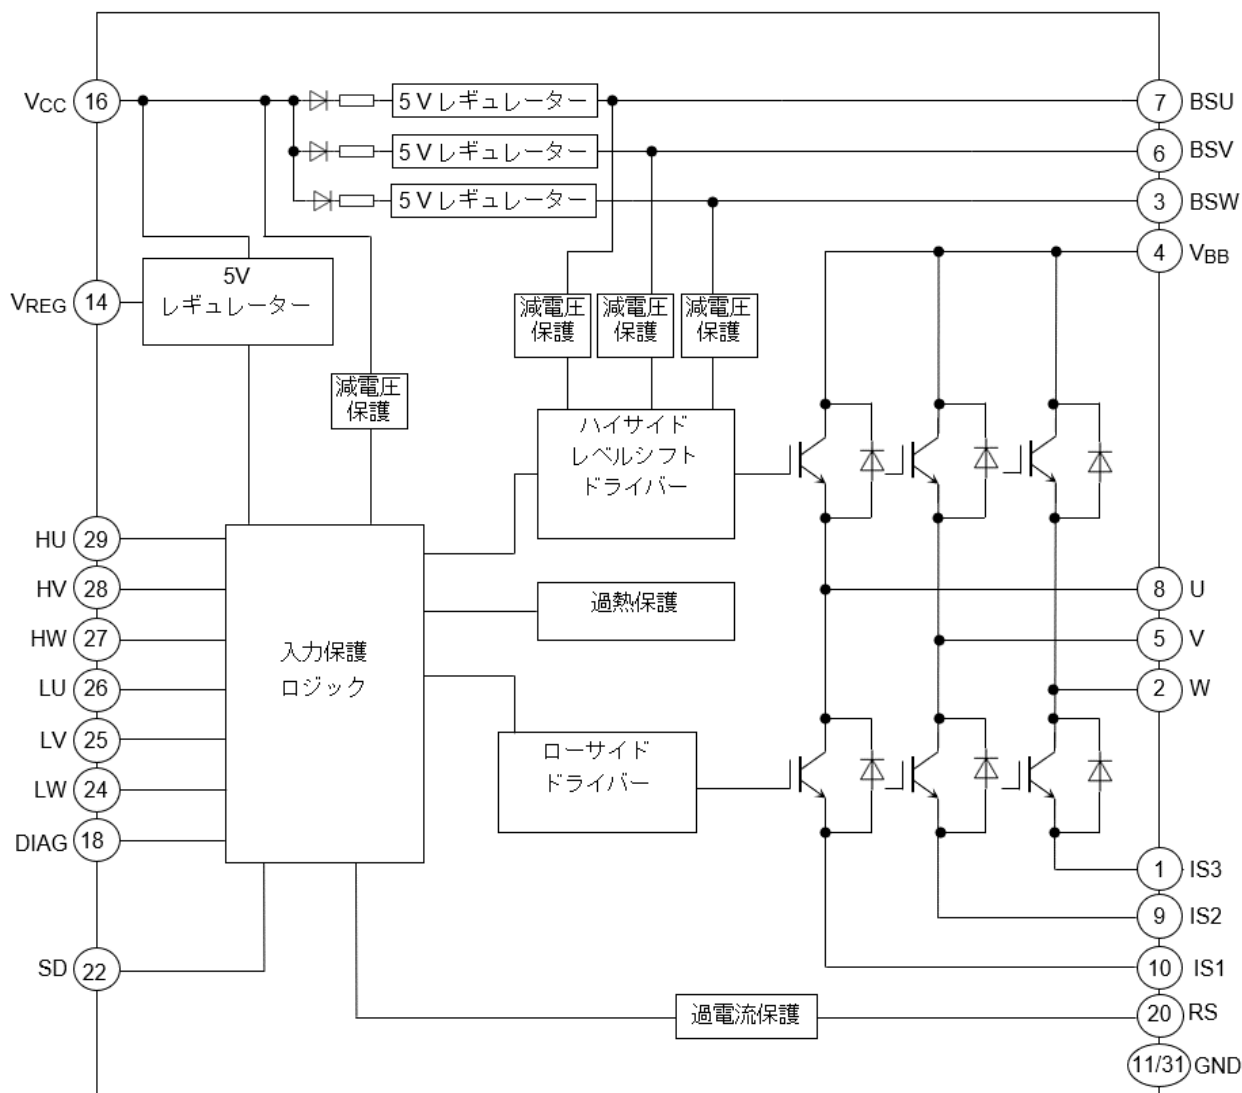 VCC 16
5 V レギュレーター
7 BSU
5 V レギュレーター
6 BSV
5 V レギュレーター
3 BSW
4 VBB
5V
レギュレーター
VREG 14
減電圧
保護
減電圧
保護
減電圧
保護
減電圧
保護
ハイサイド
レベルシフト
ドライバー
HU 29
HV 28
HW 27
LU 26
LV 25
LW 24
DIAG 18
SD 22
入力保護
ロジック
過熱保護
ローサイド
ドライバー
過電流保護
8 U
5 V
2 W
1 IS3
9 IS2
10 IS1
20 RS
11/31 GND